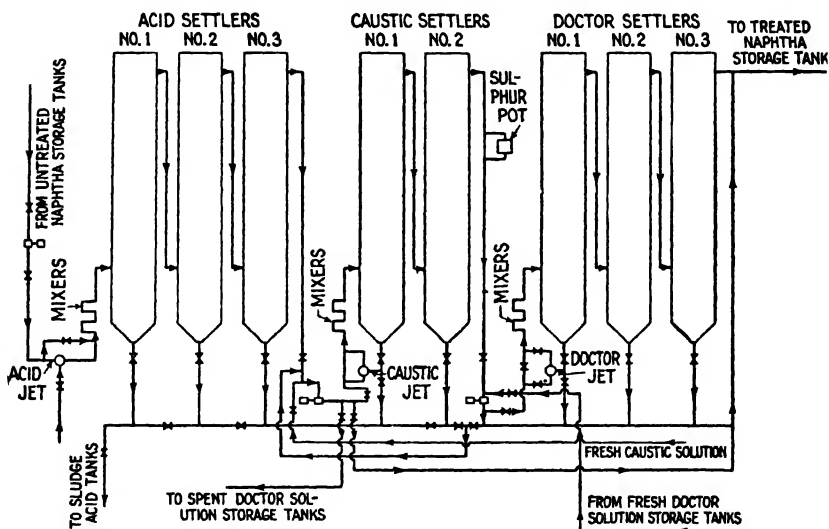 ACID SETTLERS
NO.1 NO.2 NO.3
CAUSTIC SETTLERS
NO.1 NO.2
DOCTOR SETTLERS
NO.1 NO.2 NO.3
TO TREATED
NAPHTHA
STORAGE TANK
SUL-
PHUR
POT
FROM UNTREATED
NAPHTHA STORAGE TANKS
MIXERS
MIXERS
MIXERS
ACID
JET
CAUSTIC
JET
DOCTOR
JET
FRESH CAUSTIC SOLUTION
TO SLUDGE
ACID TANKS
TO SPENT DOCTOR SOL-
UTION STORAGE TANKS
FROM FRESH DOCTOR
SOLUTION STORAGE TANKS